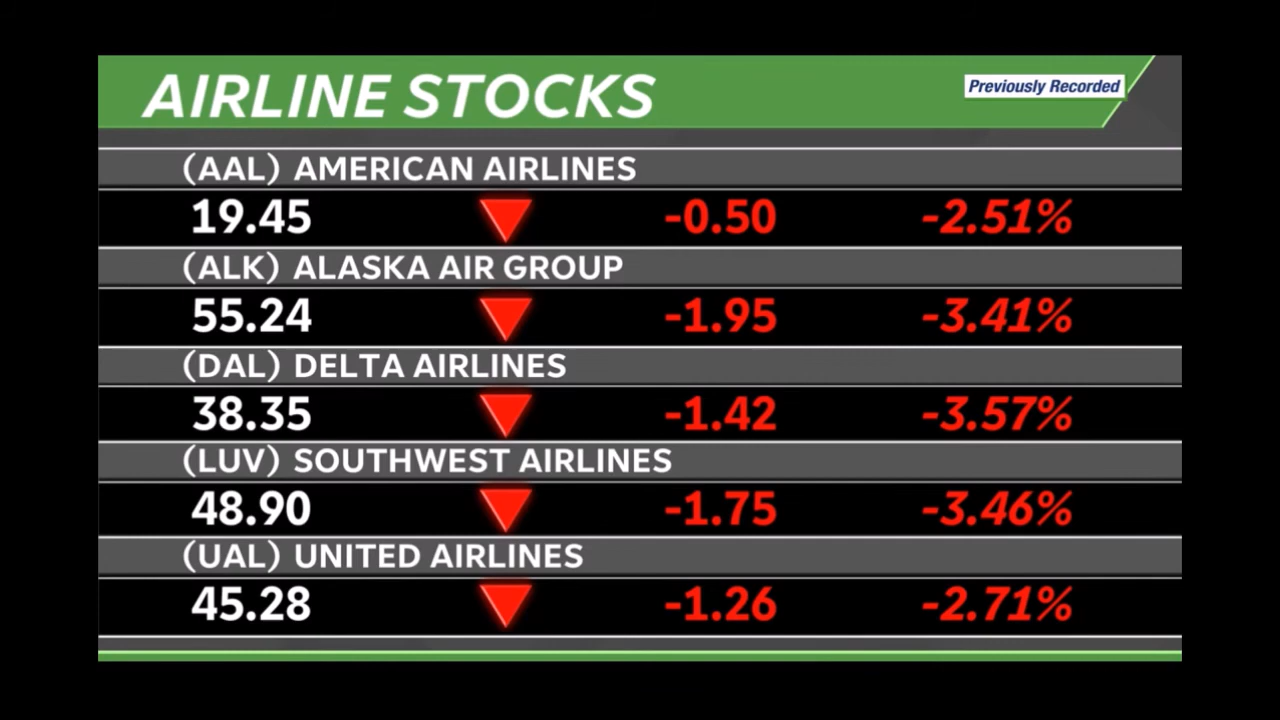 AIRLINE STOCKS
Previously Recorded
(AAL) AMERICAN AIRLINES
19.45 -0.50 -2.51%
(ALK) ALASKA AIR GROUP
55.24 -1.95 -3.41%
(DAL) DELTA AIRLINES
38.35 -1.42 -3.57%
(LUV) SOUTHWEST AIRLINES
48.90 -1.75 -3.46%
(UAL) UNITED AIRLINES
45.28 -1.26 -2.71%